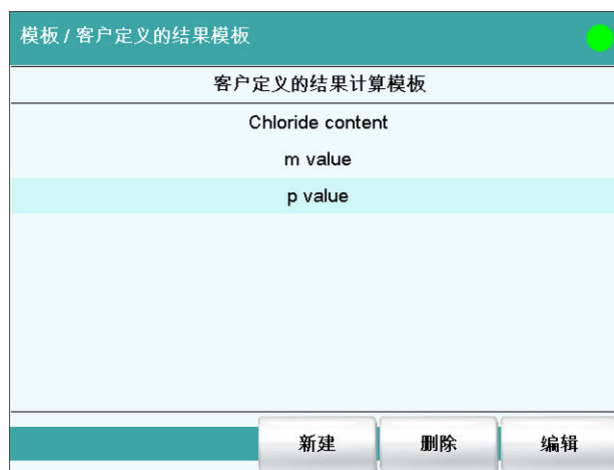 模板 / 客户定义的结果模板
客户定义的结果计算模板
Chloride content
m value
p value
新建 删除 编辑